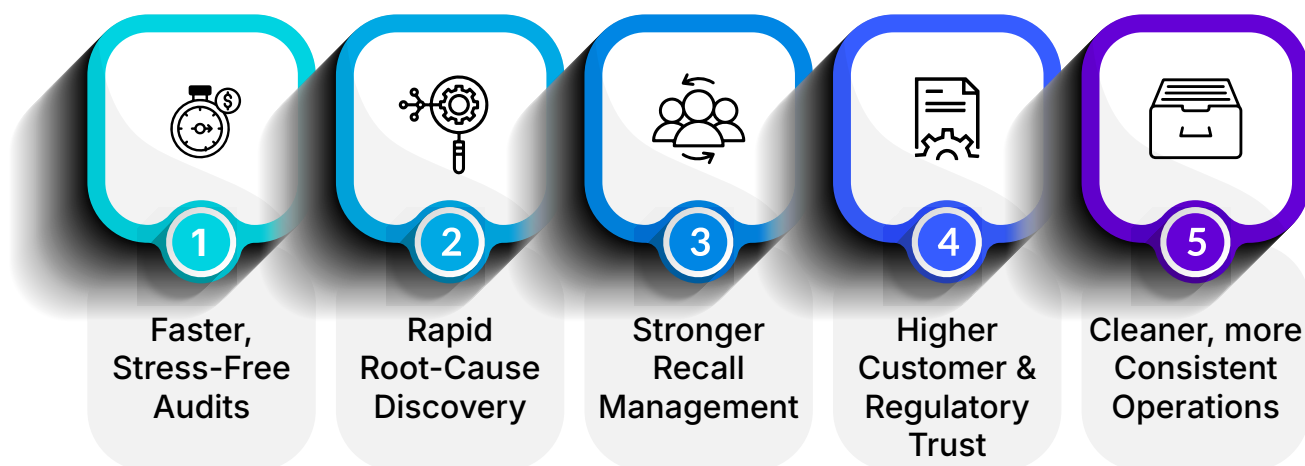 $
1
Faster,
Stress-Free
Audits
2
Rapid
Root-Cause
Discovery
3
Stronger
Recall
Management
4
Higher
Customer &
Regulatory
Trust
5
Cleaner, more
Consistent
Operations